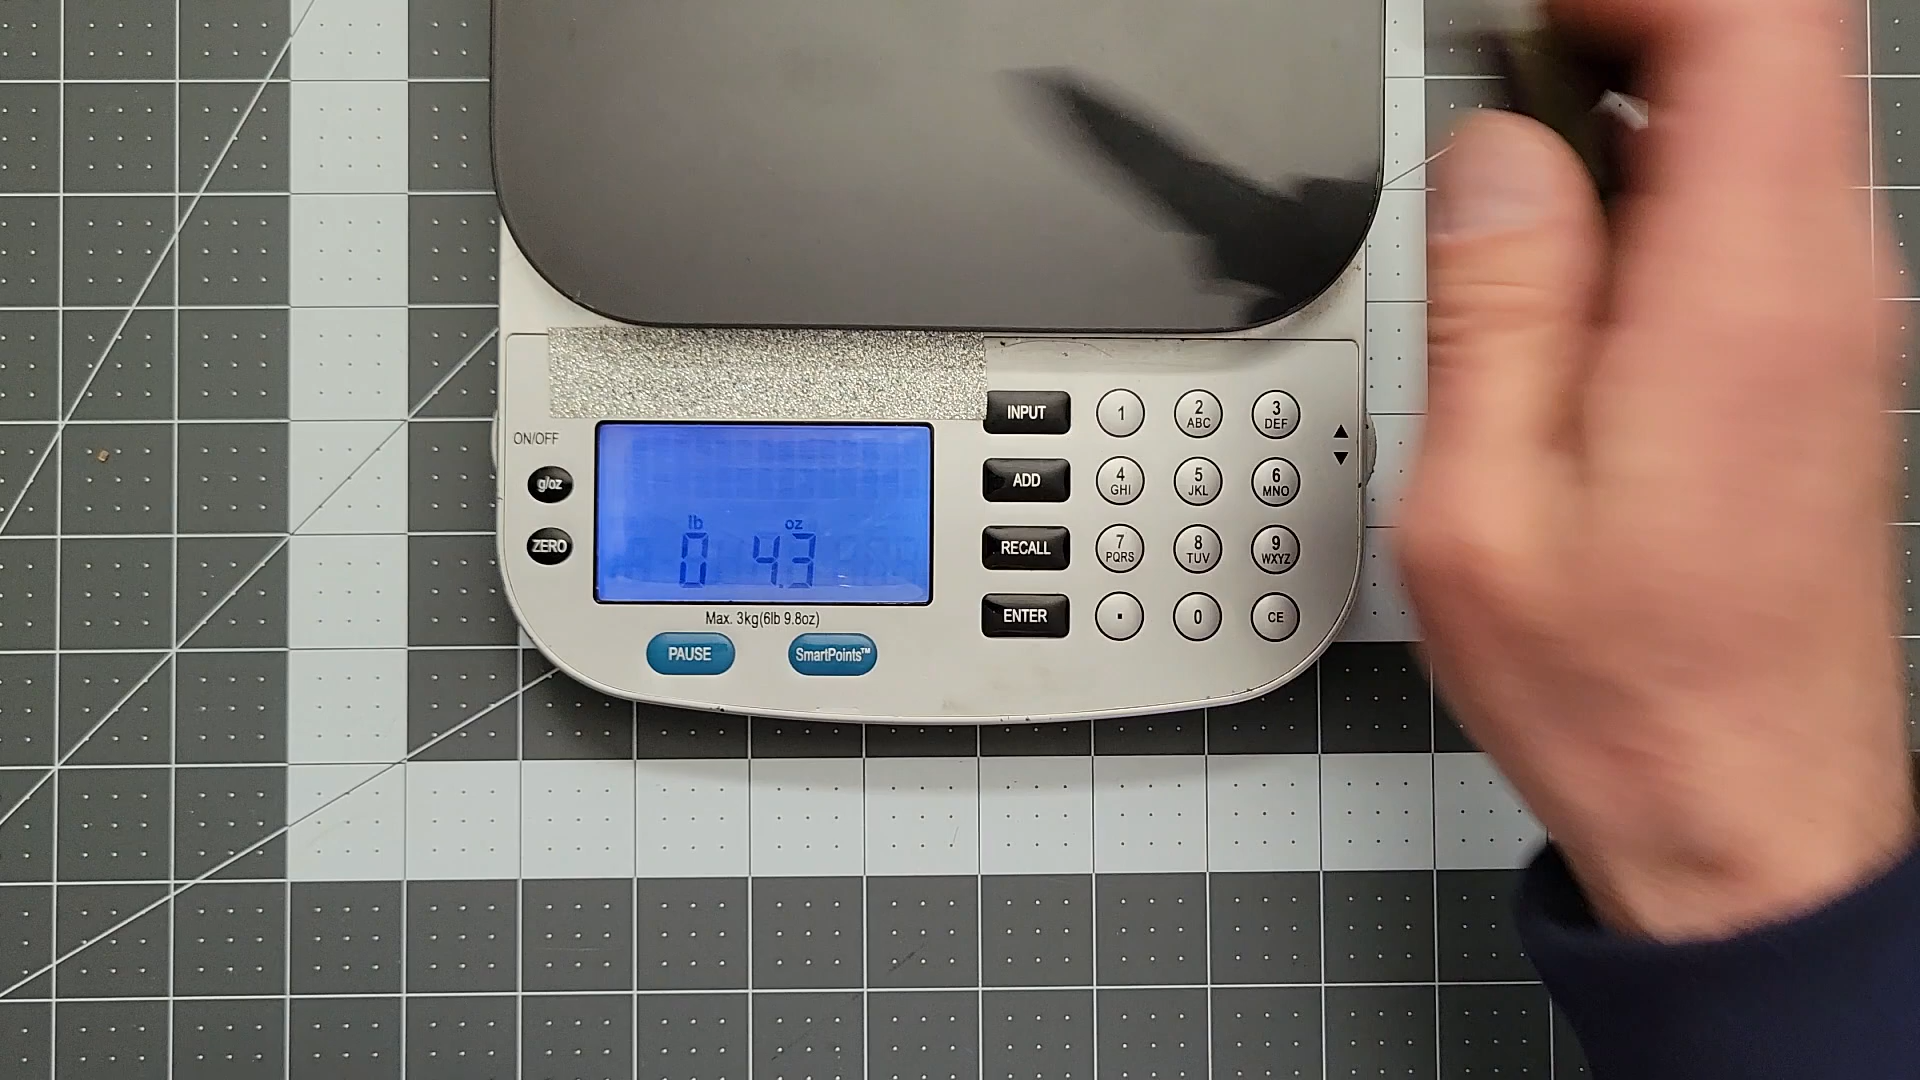 INPUT 1 2 ABC 3 DEF
ON/OFF
g/oz ADD 4 GHI 5 JKL 6 MNO
lb oz
ZERO 0 4.3 RECALL 7 PQRS 8 TUV 9 WXYZ
Max. 3kg(6lb 9.8oz) ENTER . 0 CE
PAUSE SmartPoints™